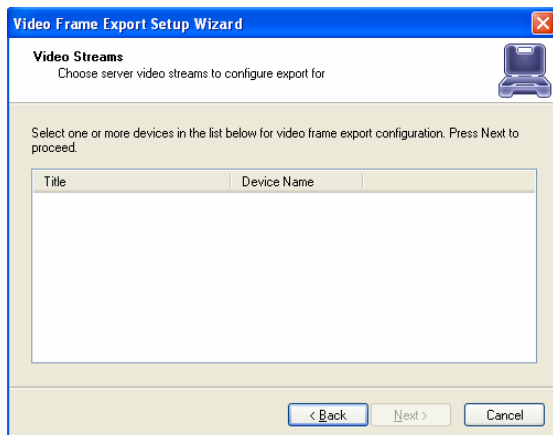 Video Frame Export Setup Wizard
Video Streams
Choose server video streams to configure export for
Select one or more devices in the list below for video frame export configuration. Press Next to
proceed.
Title Device Name
< Back Next > Cancel